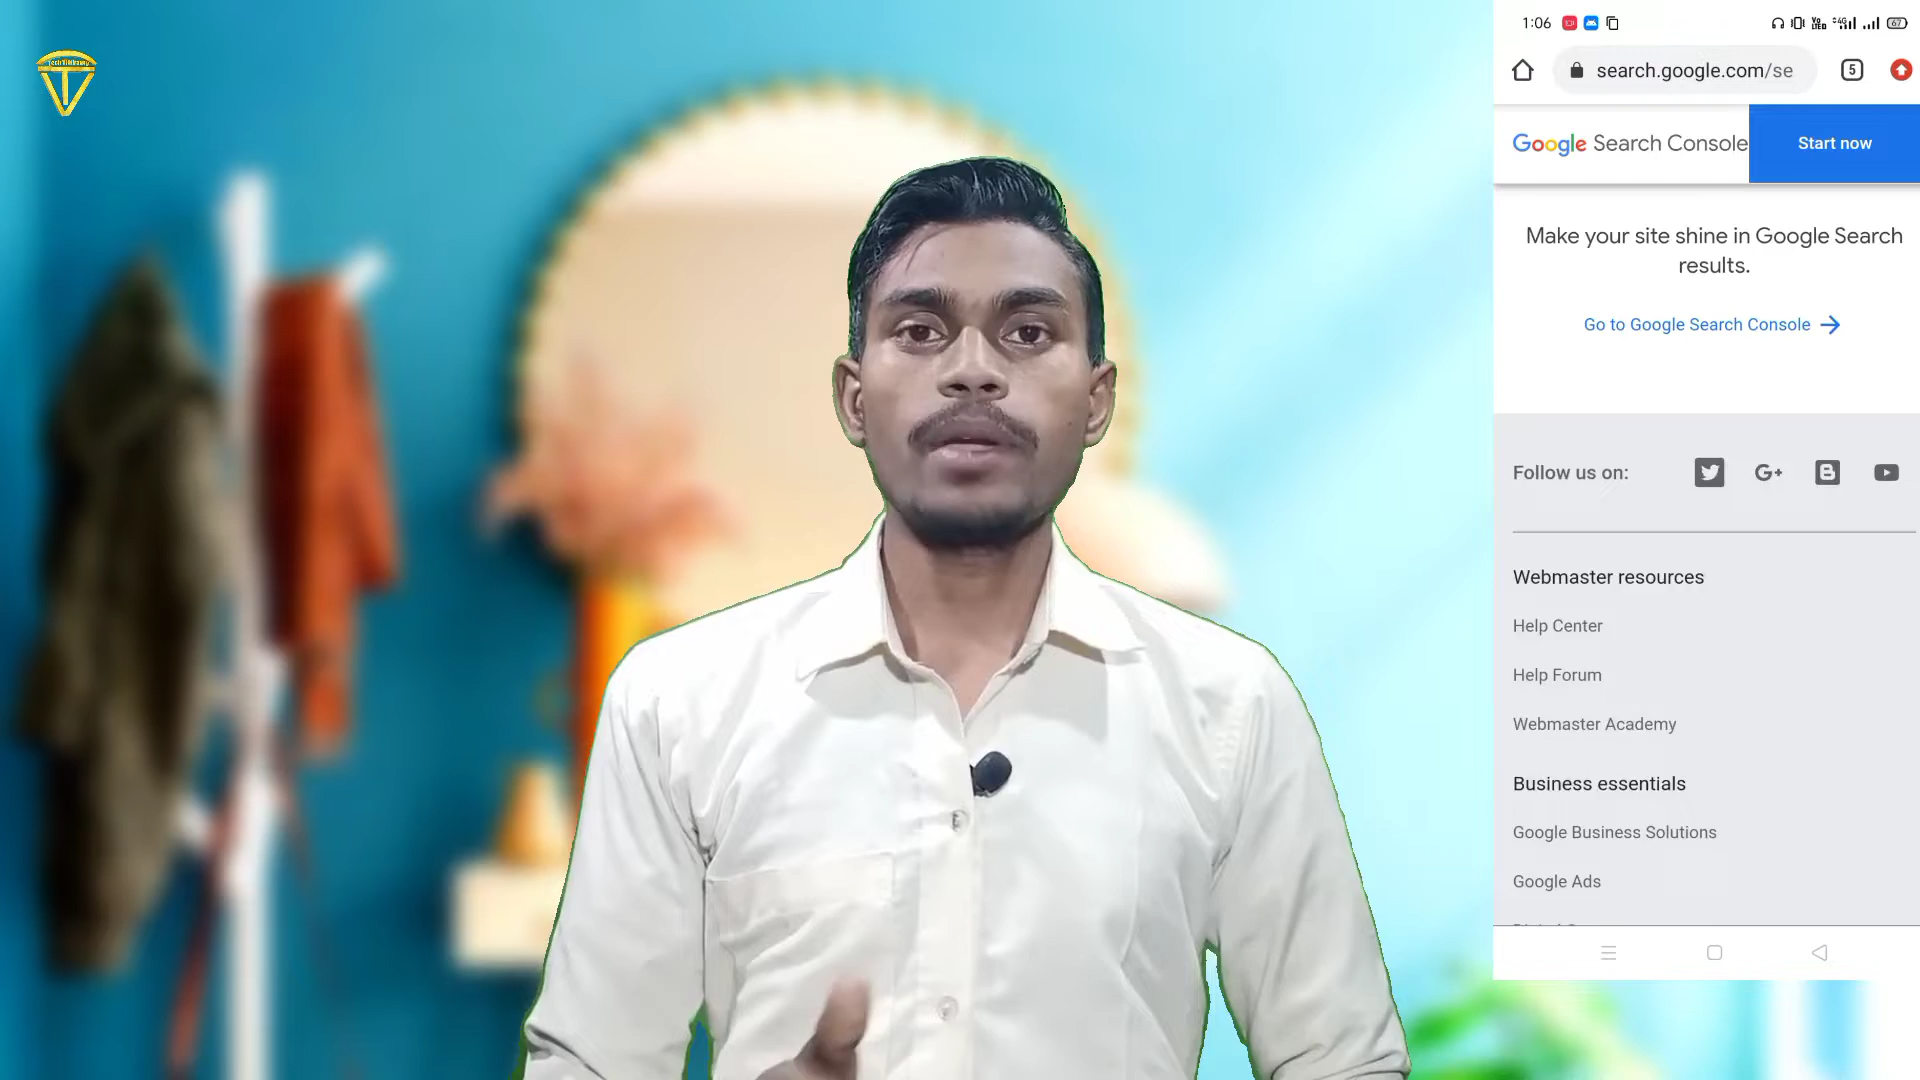 1:06
67
search.google.com/se
5
Google Search Console
Start now
Make your site shine in Google Search
results.
Go to Google Search Console
Follow us on:
G+
Webmaster resources
Help Center
Help Forum
Webmaster Academy
Business essentials
Google Business Solutions
Google Ads